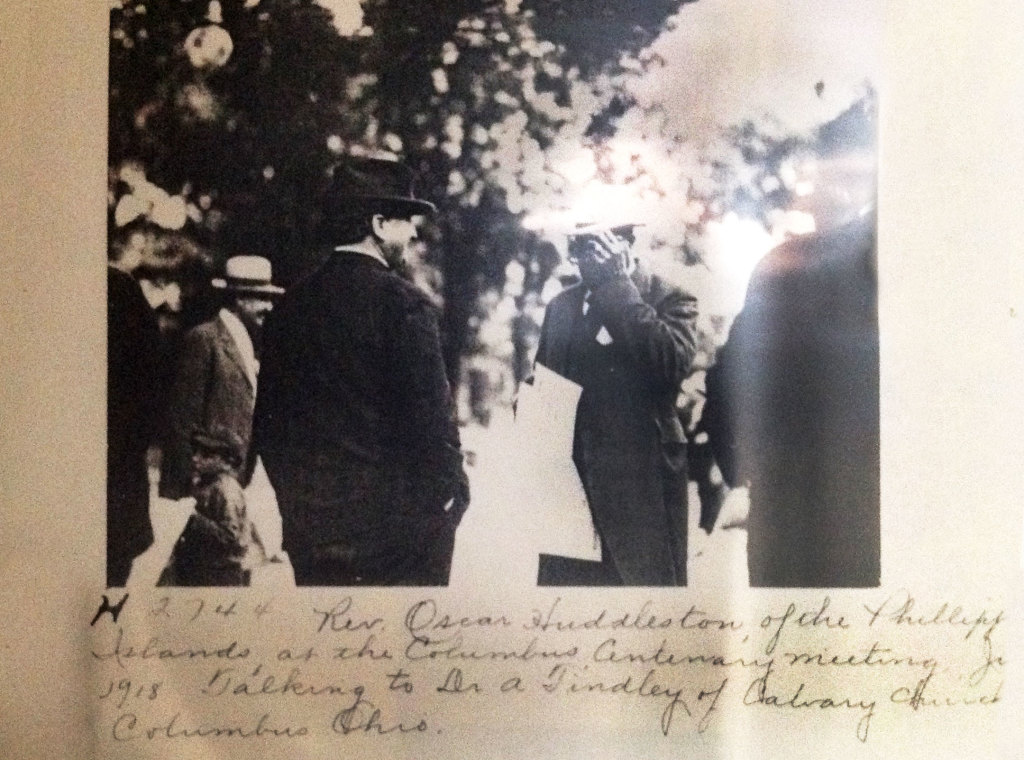 H 2744 Rev. Oscar Huddleston, of the Phillipp
Islands, at the Columbus, Centenary meeting,
1918 Talking to Dr a Tindley of Calvary church
Columbus Ohio.